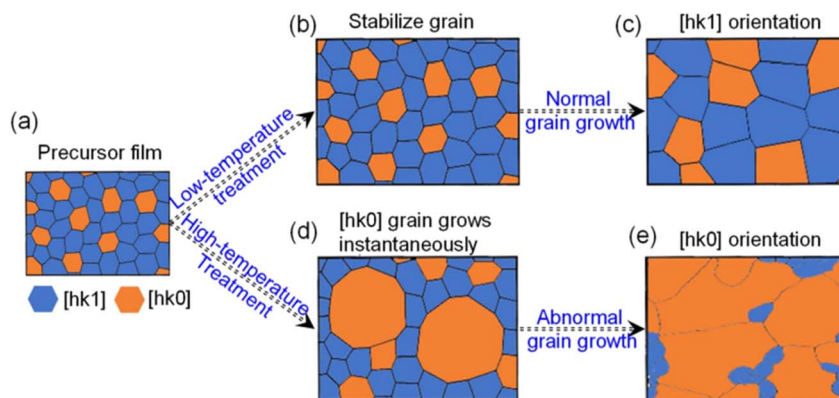 (a)
Precursor film
[hk1] [hk0]
Low-temperature
treatment
High-temperature
Treatment
(b)
Stabilize grain
Normal
grain growth
(c)
[hk1] orientation
(d)
[hk0] grain grows
instantaneously
Abnormal
grain growth
(e)
[hk0] orientation